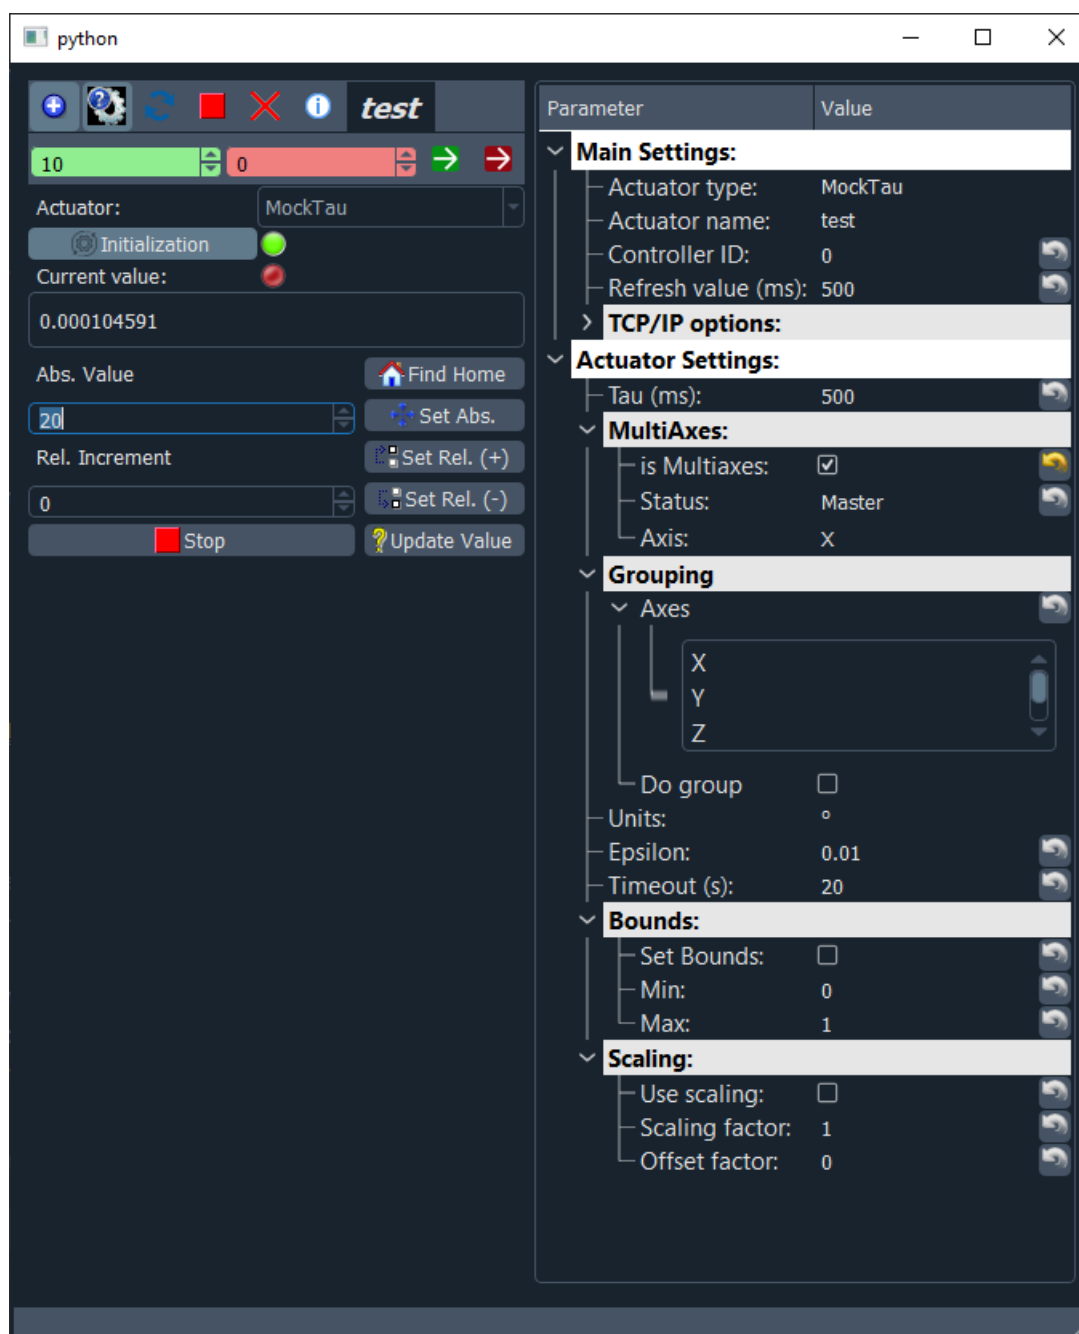 python
test
10 0
Actuator: MockTau
Initialization
Current value:
0.000104591
Abs. Value Find Home
20 Set Abs.
Rel. Increment Set Rel. (+)
0 Set Rel. (-)
Stop Update Value
Parameter Value
Main Settings:
Actuator type: MockTau
Actuator name: test
Controller ID: 0
Refresh value (ms): 500
TCP/IP options:
Actuator Settings:
Tau (ms): 500
MultiAxes:
is Multiaxes:
Status: Master
Axis: X
Grouping
Axes
X
Y
Z
Do group
Units: °
Epsilon: 0.01
Timeout (s): 20
Bounds:
Set Bounds:
Min: 0
Max: 1
Scaling:
Use scaling:
Scaling factor: 1
Offset factor: 0